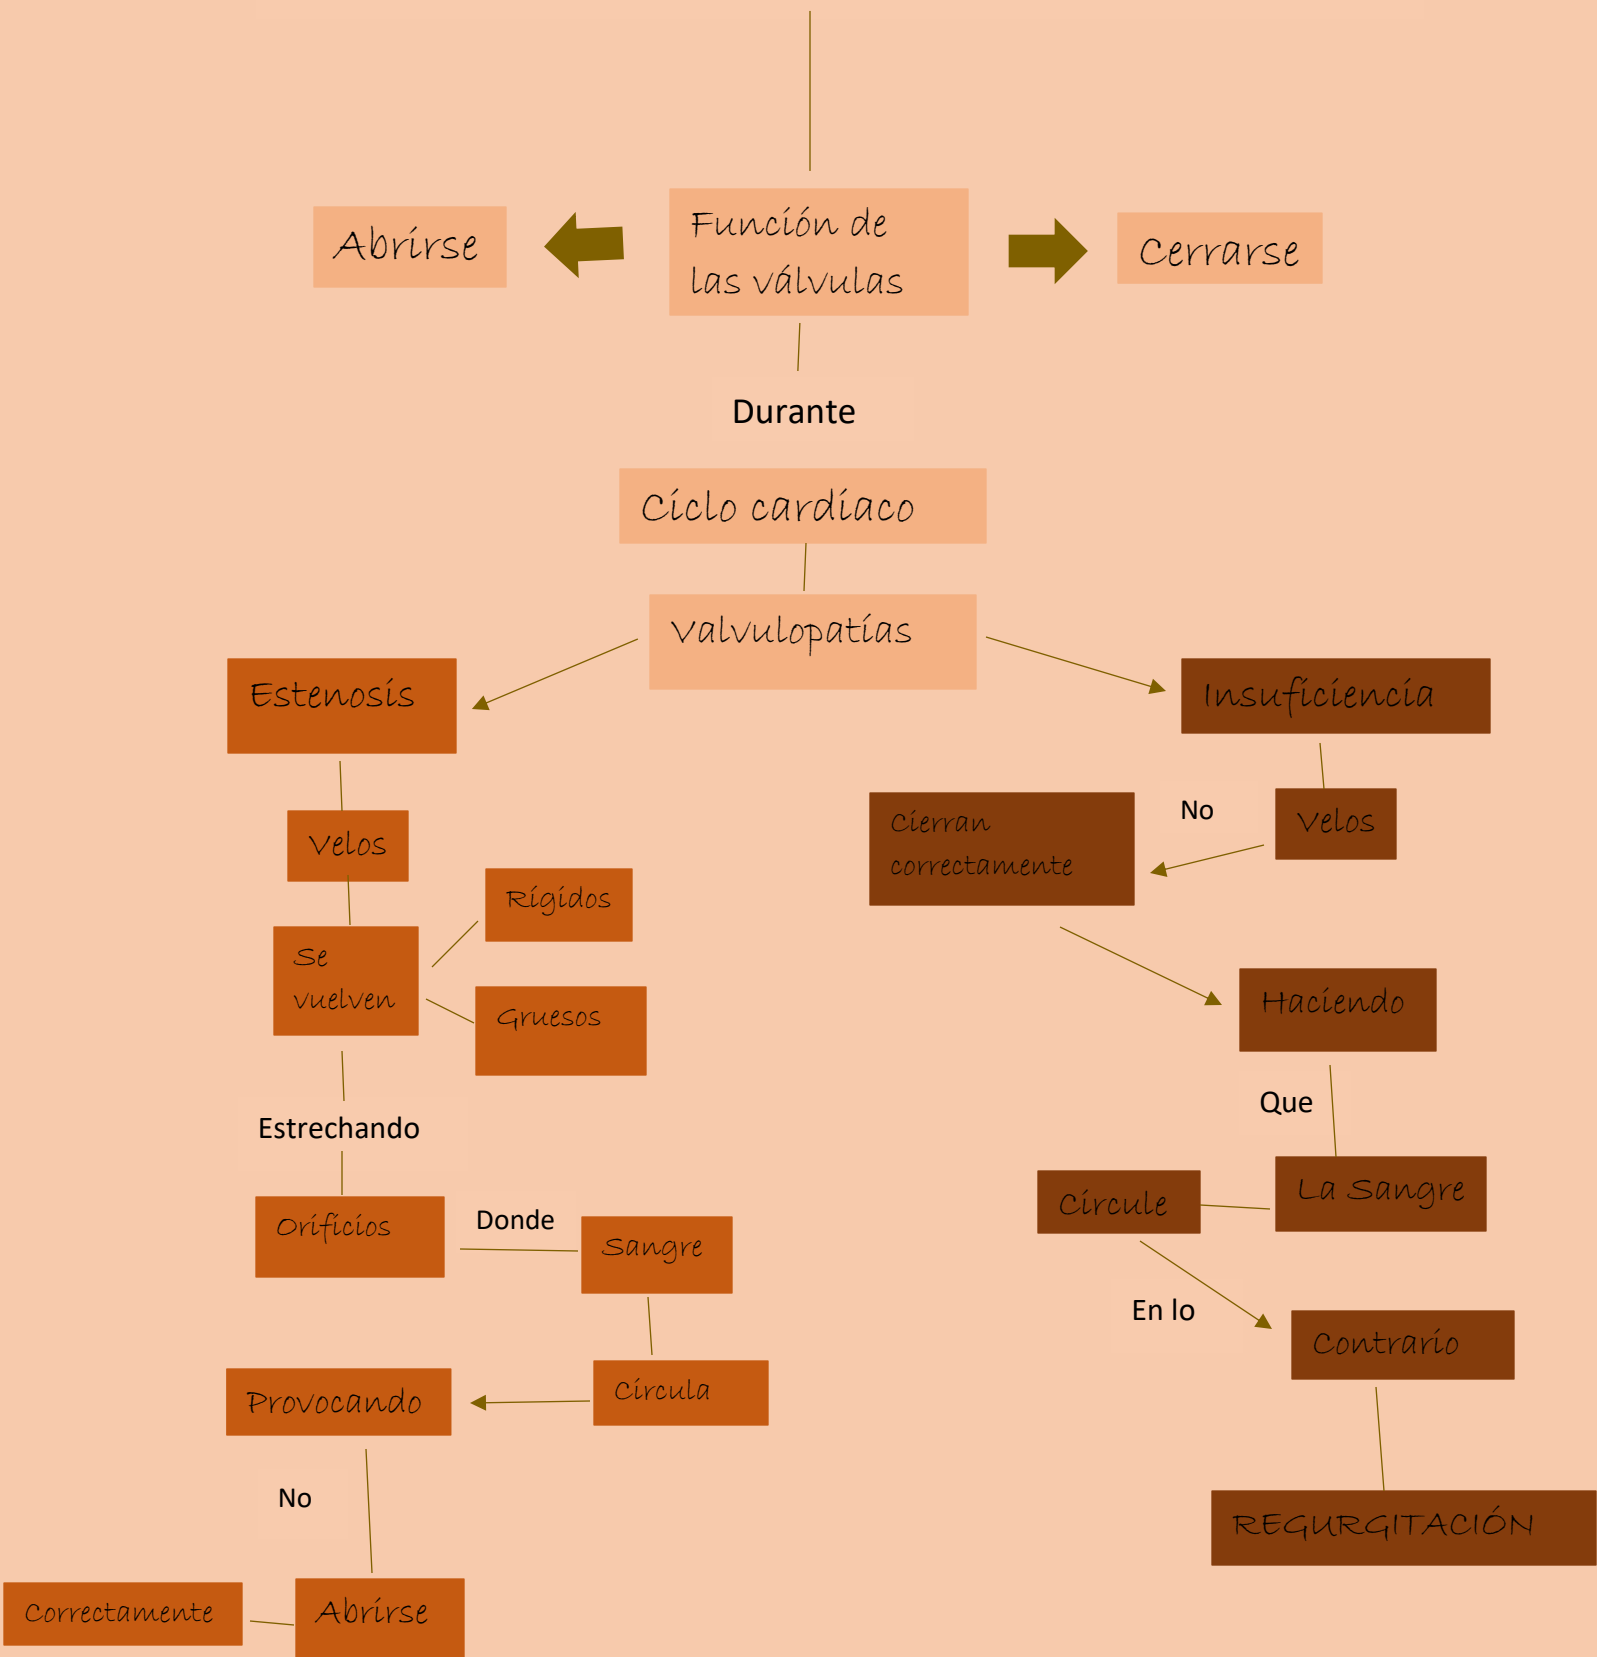 Abrirse
Función de
las válvulas
Cerrarse
Durante
Ciclo cardiaco
Valvulopatías
Estenosis
Velos
Se
vuelven
Rígidos
Gruesos
Estrechando
Orificios
Donde
Sangre
Circula
Provocando
No
Abrirse
Correctamente
Insuficiencia
Velos
No
Cierran
correctamente
Haciendo
Que
La Sangre
Circule
En lo
Contrario
REGURGITACIÓN